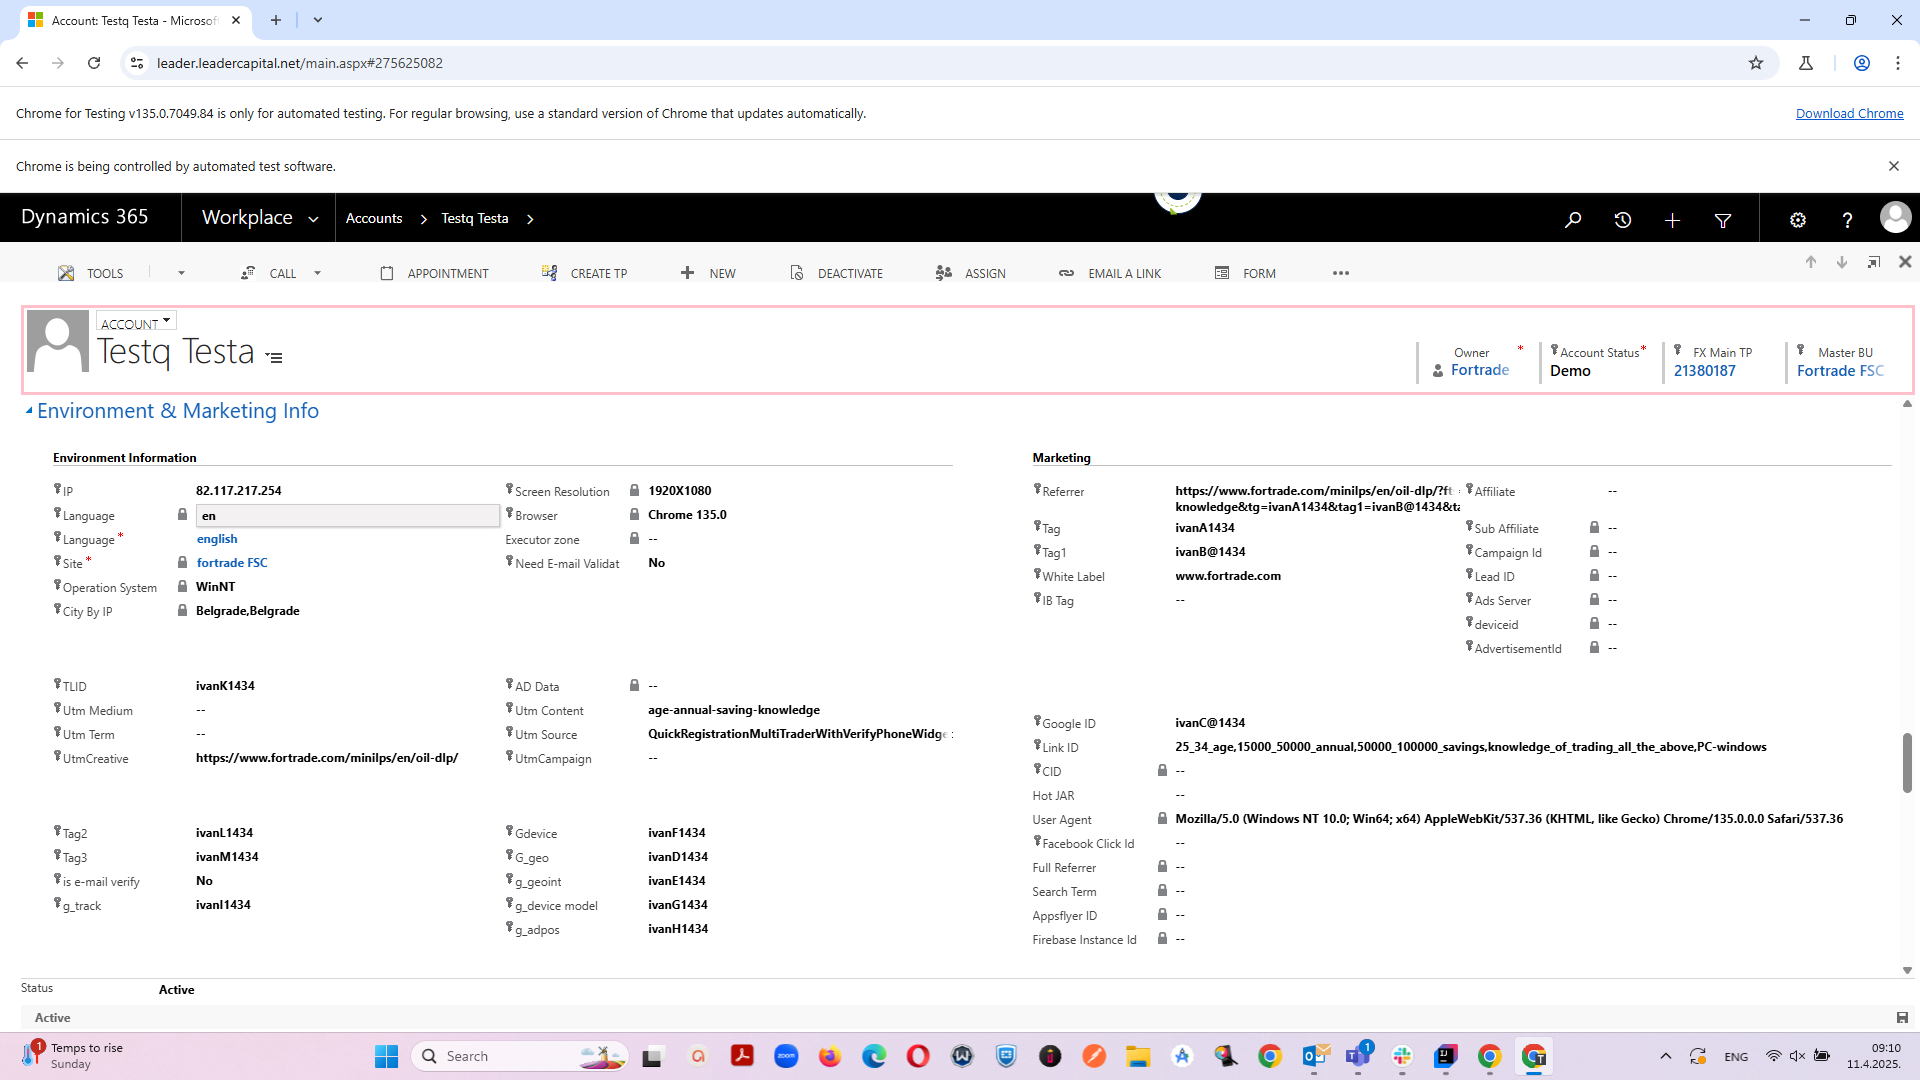 Account: Testq Testa - Microsof
leader.leadercapital.net/main.aspx#275625082
Chrome for Testing v135.0.7049.84 is only for automated testing. For regular browsing, use a standard version of Chrome that updates automatically.
Download Chrome
Chrome is being controlled by automated test software.
Dynamics 365
Workplace
Accounts
Testq Testa
TOOLS
CALL
APPOINTMENT
CREATE TP
NEW
DEACTIVATE
ASSIGN
EMAIL A LINK
FORM
ACCOUNT
Testq Testa
Owner *
Fortrade
Account Status *
Demo
FX Main TP
21380187
Master BU
Fortrade FSC
Environment & Marketing Info
Environment Information
IP 82.117.217.254
Language en
Language * english
Site * fortrade FSC
Operation System WinNT
City By IP Belgrade,Belgrade
Screen Resolution 1920X1080
Browser Chrome 135.0
Executor zone --
Need E-mail Validat No
TLID ivanK1434
Utm Medium --
Utm Term --
UtmCreative https://www.fortrade.com/minilps/en/oil-dlp/
AD Data --
Utm Content age-annual-saving-knowledge
Utm Source QuickRegistrationMultiTraderWithVerifyPhoneWidge
UtmCampaign --
Tag2 ivanL1434
Tag3 ivanM1434
is e-mail verify No
g_track ivanI1434
Gdevice ivanF1434
G_geo ivanD1434
g_geoint ivanE1434
g_device model ivanG1434
g_adpos ivanH1434
Marketing
Referrer https://www.fortrade.com/minilps/en/oil-dlp/?ft
knowledge&tg=ivanA1434&tag1=ivanB@1434&ta
Tag ivanA1434
Tag1 ivanB@1434
White Label www.fortrade.com
IB Tag --
Affiliate --
Sub Affiliate --
Campaign Id --
Lead ID --
Ads Server --
deviceid --
AdvertisementId --
Google ID ivanC@1434
Link ID 25_34_age,15000_50000_annual,50000_100000_savings,knowledge_of_trading_all_the_above,PC-windows
CID --
Hot JAR --
User Agent Mozilla/5.0 (Windows NT 10.0; Win64; x64) AppleWebKit/537.36 (KHTML, like Gecko) Chrome/135.0.0.0 Safari/537.36
Facebook Click Id --
Full Referrer --
Search Term --
Appsflyer ID --
Firebase Instance Id --
Status Active
Active
1
Temps to rise
Sunday
Search
zoom
1
ENG
09:10
11.4.2025.